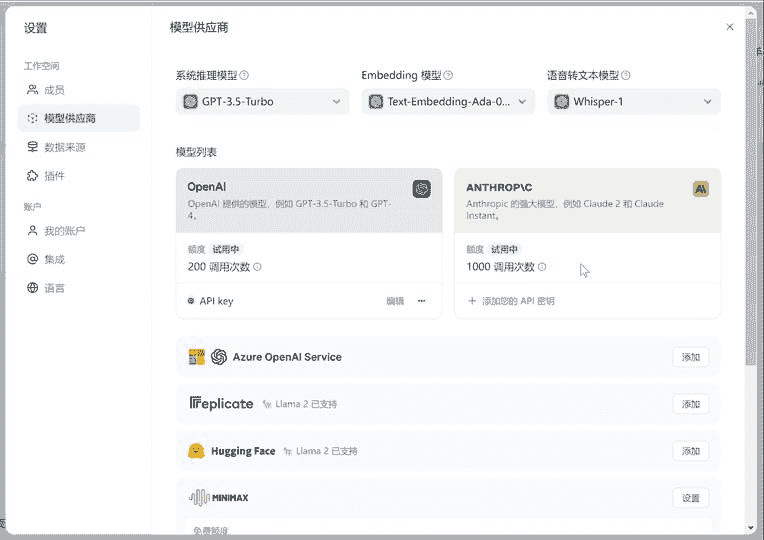 设置
模型供应商
工作空间
成员
模型供应商
数据来源
插件
账户
我的账户
集成
语言
系统推理模型
Embedding 模型
语音转文本模型
GPT-3.5-Turbo
Text-Embedding-Ada-0...
Whisper-1
模型列表
OpenAI
OpenAI 提供的模型，例如 GPT-3.5-Turbo 和 GPT-
4。
额度 试用中
200 调用次数
API key
编辑
ANTHROP\C
Anthropic 的强大模型，例如 Claude 2 和 Claude
Instant。
额度 试用中
1000 调用次数
添加您的 API 密钥
Azure OpenAI Service
添加
replicate
Llama 2 已支持
添加
Hugging Face
Llama 2 已支持
添加
MINIMAX
设置
免费额度